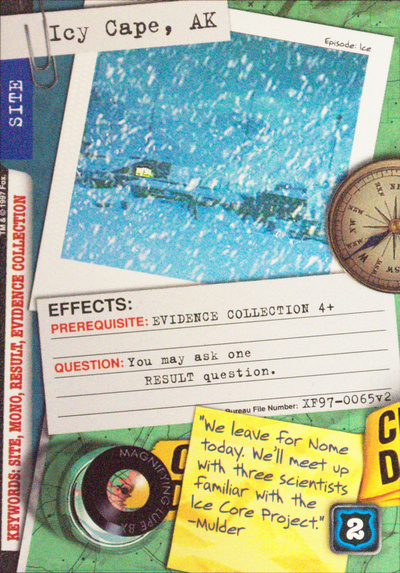 Icy Cape, AK
Episode: Ice
SITE
TM & © 1997 Fox.
KEYWORDS: SITE, MONO, RESULT, EVIDENCE COLLECTION
EFFECTS:
PREREQUISITE: EVIDENCE COLLECTION 4+
QUESTION: You may ask one
RESULT question.
Bureau File Number: XF97-0065v2
MAGNIFYING LUPE 8X
"We leave for Nome
today. We'll meet up
with three scientists
familiar with the
Ice Core Project."
-Mulder
2